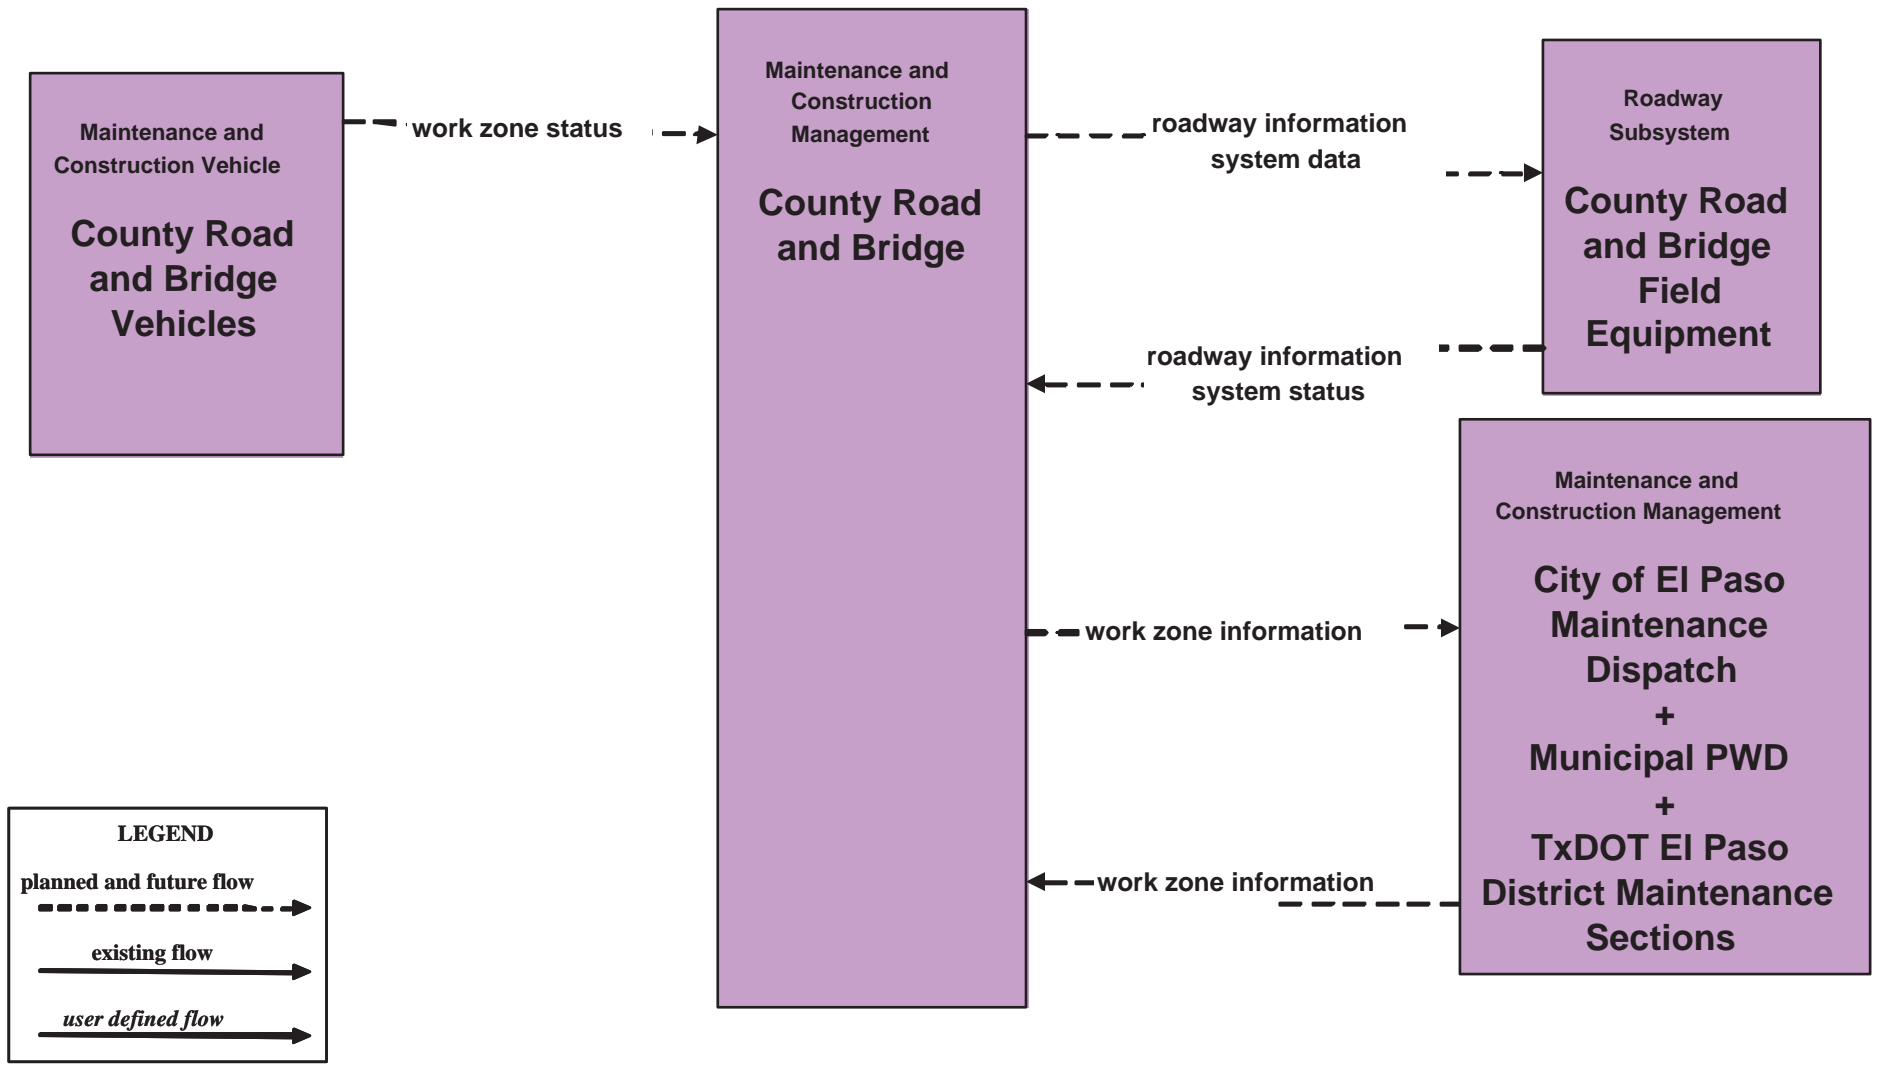 Maintenance and
Construction Vehicle
County Road
and Bridge
Vehicles
work zone status
Maintenance and
Construction
Management
County Road
and Bridge
roadway information
system data
Roadway
Subsystem
County Road
and Bridge
Field
Equipment
roadway information
system status
Maintenance and
Construction Management
City of El Paso
Maintenance
Dispatch
+
Municipal PWD
+
TxDOT El Paso
District Maintenance
Sections
work zone information
work zone information
LEGEND
planned and future flow
existing flow
user defined flow